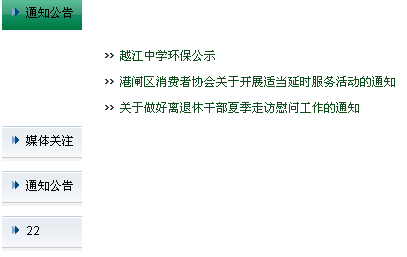 通知公告
>> 越江中学环保公示
>> 港闸区消费者协会关于开展适当延时服务活动的通知
>> 关于做好离退休干部夏季走访慰问工作的通知
媒体关注
通知公告
22